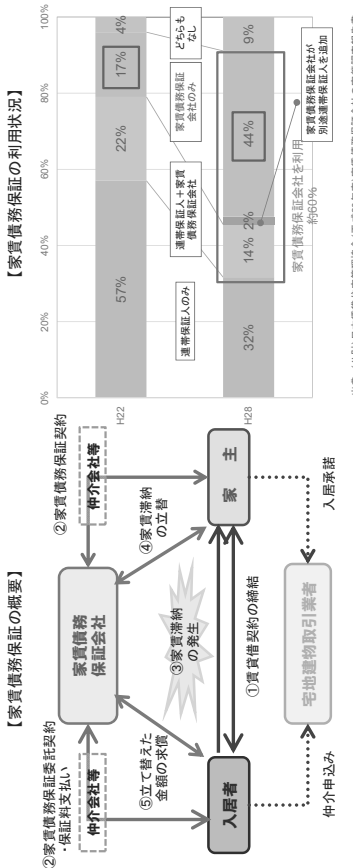 【家賃債務保証の概要】
②家賃債務保証委託契約
・保証料支払い
仲介会社等
家賃債務
保証会社
②家賃債務保証契約
仲介会社等
⑤立て替えた
金額の求償
③家賃滞納
の発生
④家賃滞納
の立替
入居者
家 主
①賃貸借契約の締結
仲介申込み
宅地建物取引業者
入居承諾
【家賃債務保証の利用状況】
0%
20%
40%
60%
80%
100%
H22
57%
22%
17%
4%
連帯保証人のみ
連帯保証人+家賃
債務保証会社
家賃債務保証
会社のみ
どちらも
なし
H28
32%
14%
2%
44%
9%
家賃債務保証会社を利用
約60%
家賃債務保証会社が
別途連帯保証人を追加